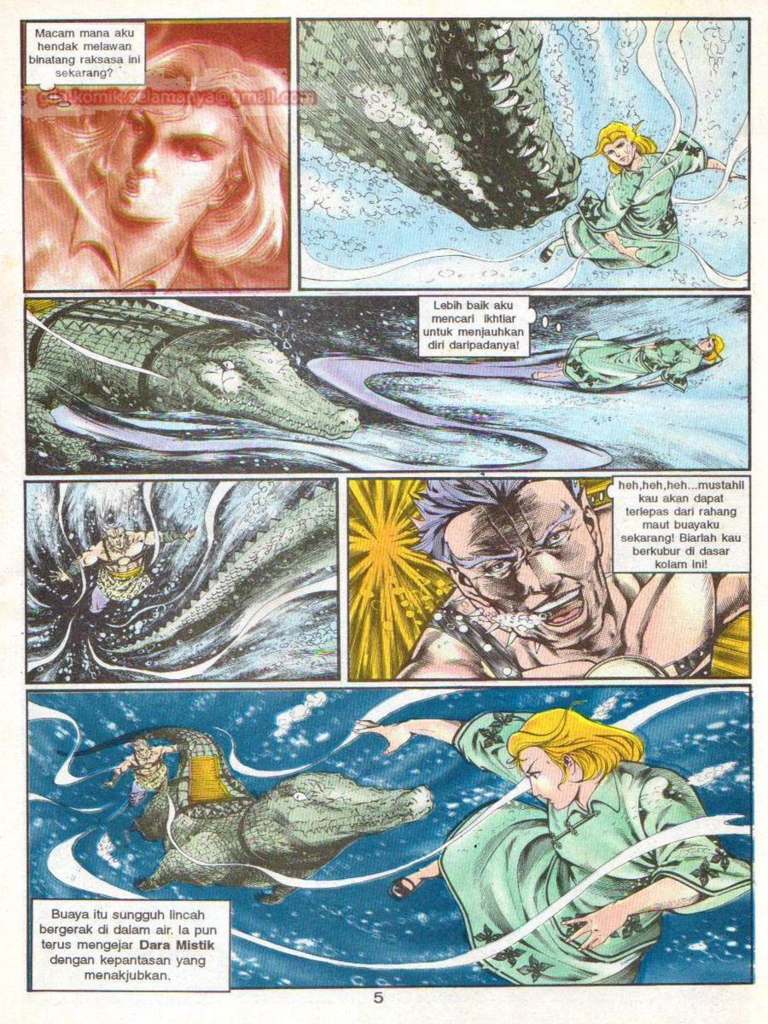 Macam mana aku
hendak melawan
binatang raksasa ini
sekarang?
Lebih baik aku
mencari ikhtiar
untuk menjauhkan
diri daripadanya!
heh,heh,heh...mustahil
kau akan dapat
terlepas dari rahang
maut buayaku
sekarang! Biarlah kau
berkubur di dasar
kolam ini!
Buaya itu sungguh lincah
bergerak di dalam air. Ia pun
terus mengejar Dara Mistik
dengan kepantasan yang
menakjubkan.
5